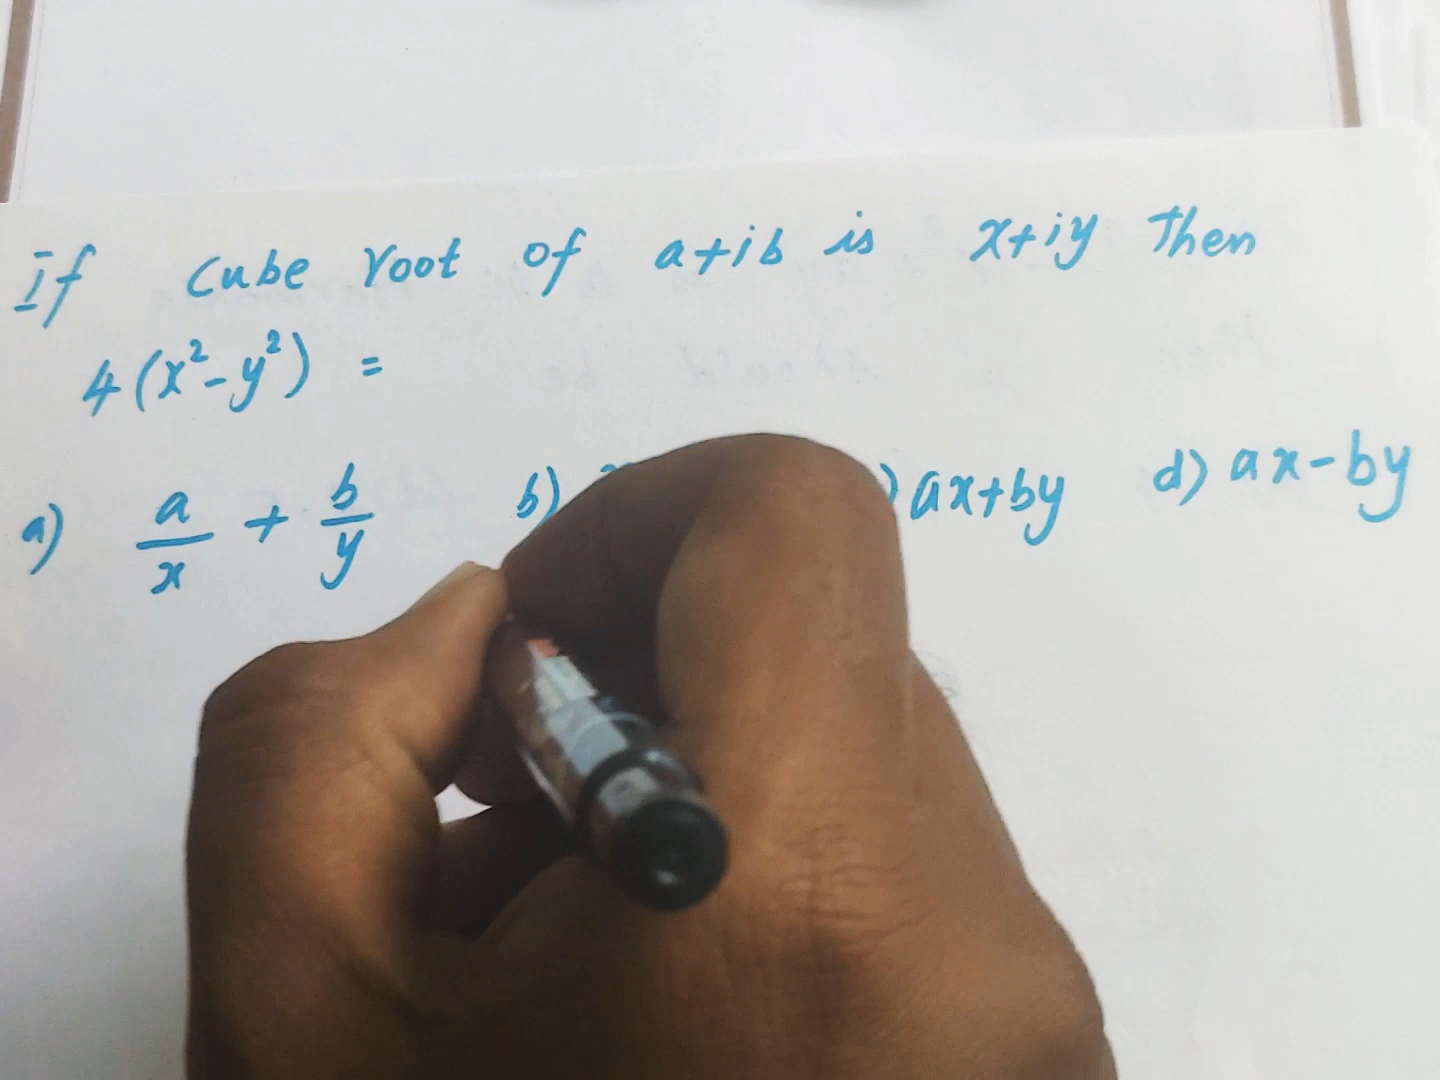 If cube root of a+ib is x+iy then
4(x²-y²) =
a) a/x + b/y b) ) ax+by d) ax-by